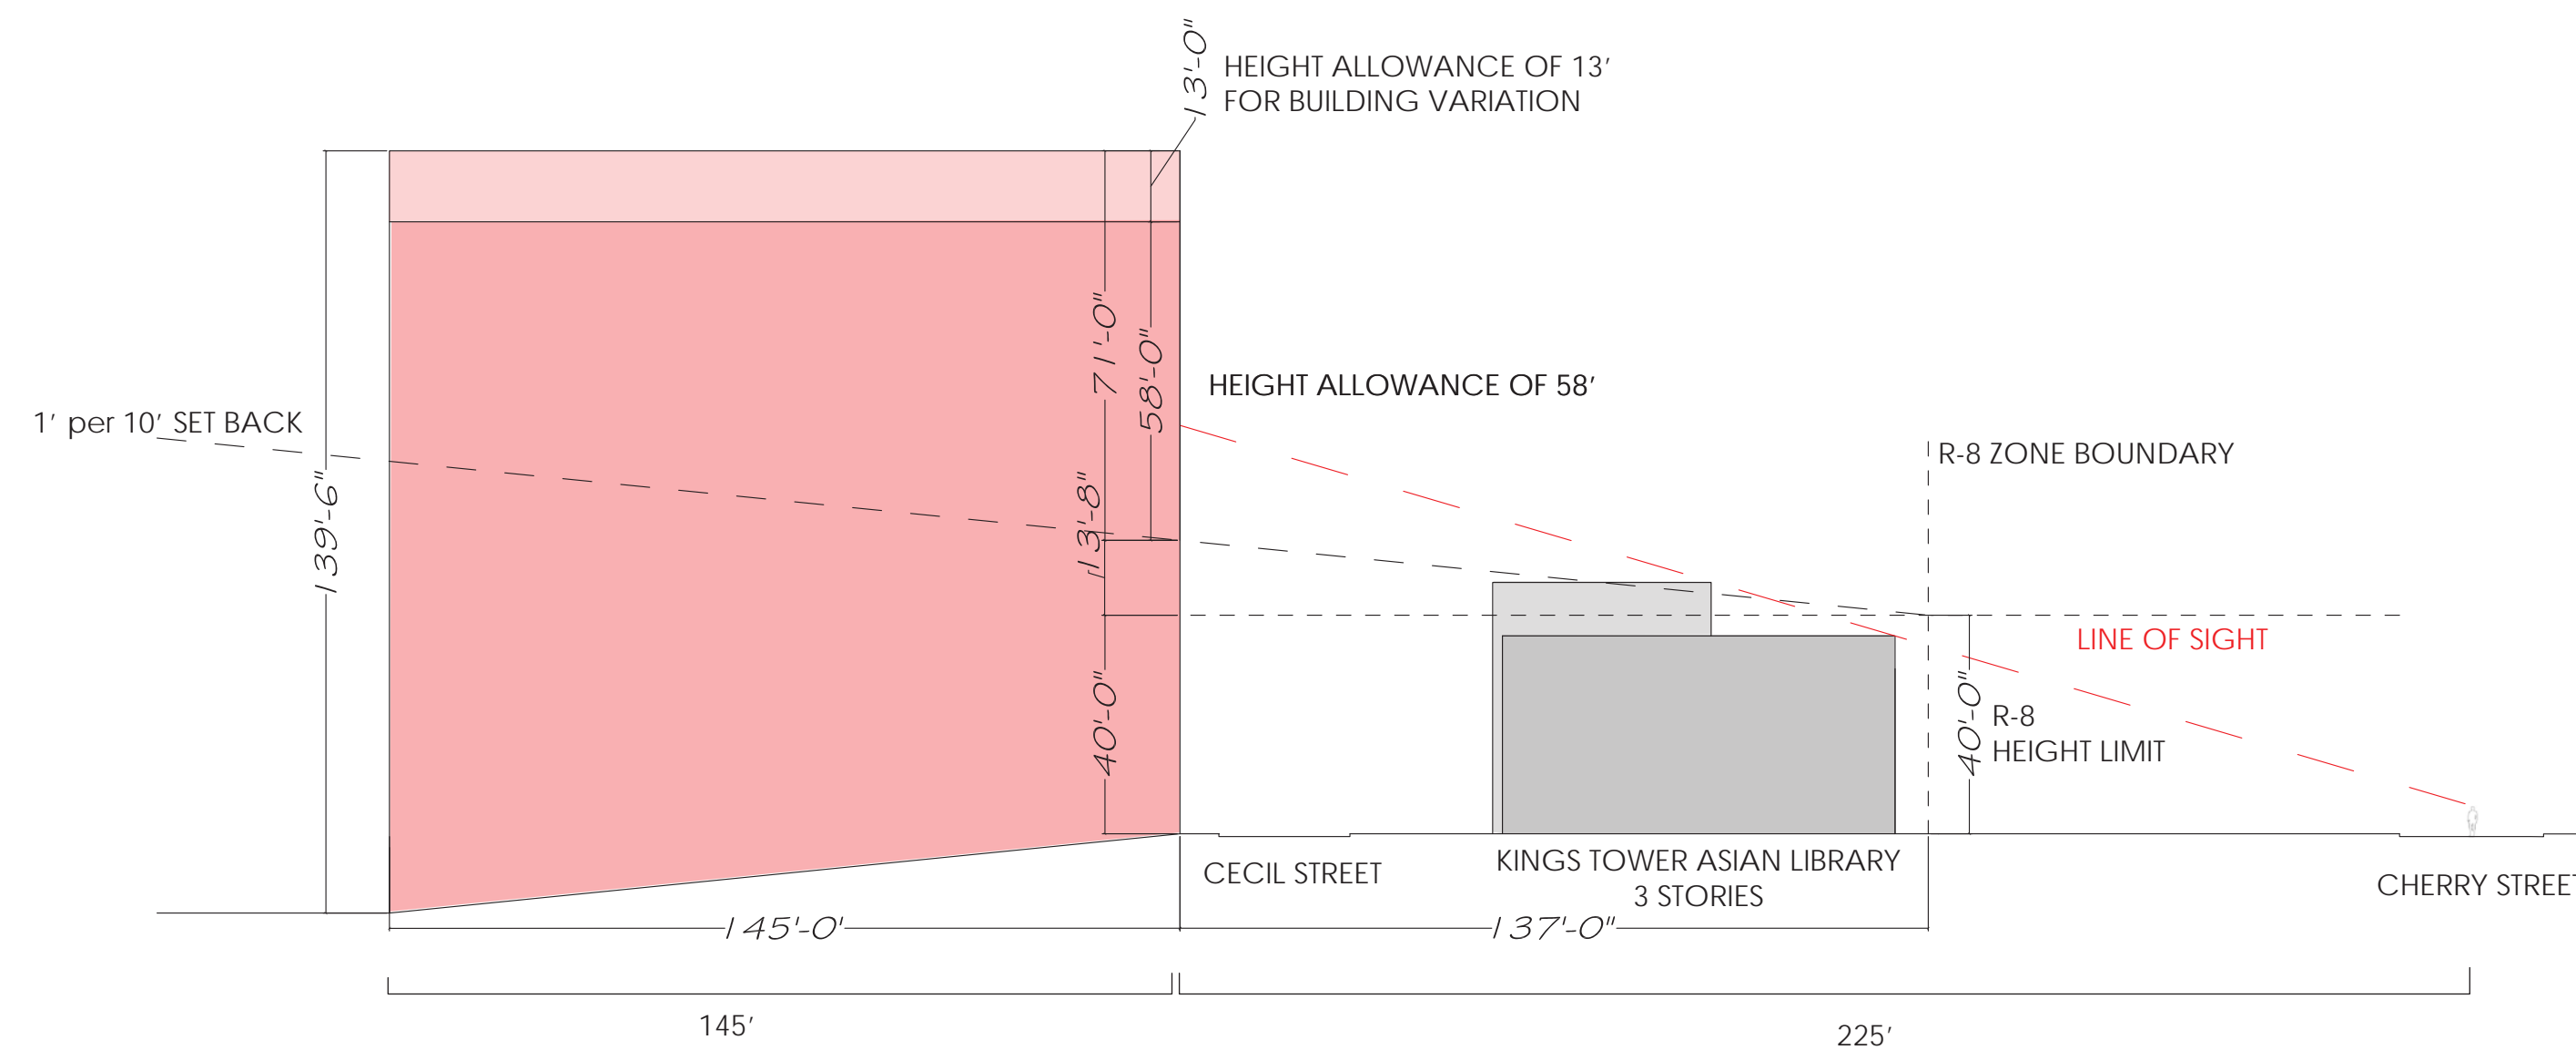 13'-0"
HEIGHT ALLOWANCE OF 13'
FOR BUILDING VARIATION
71'-0"
58'-0"
HEIGHT ALLOWANCE OF 58'
1' per 10' SET BACK
R-8 ZONE BOUNDARY
139'-6"
13'-8"
LINE OF SIGHT
40'-0"
40'-0"
R-8
HEIGHT LIMIT
CECIL STREET
KINGS TOWER ASIAN LIBRARY
3 STORIES
CHERRY STREET
145'-0'
137'-0"
145'
225'